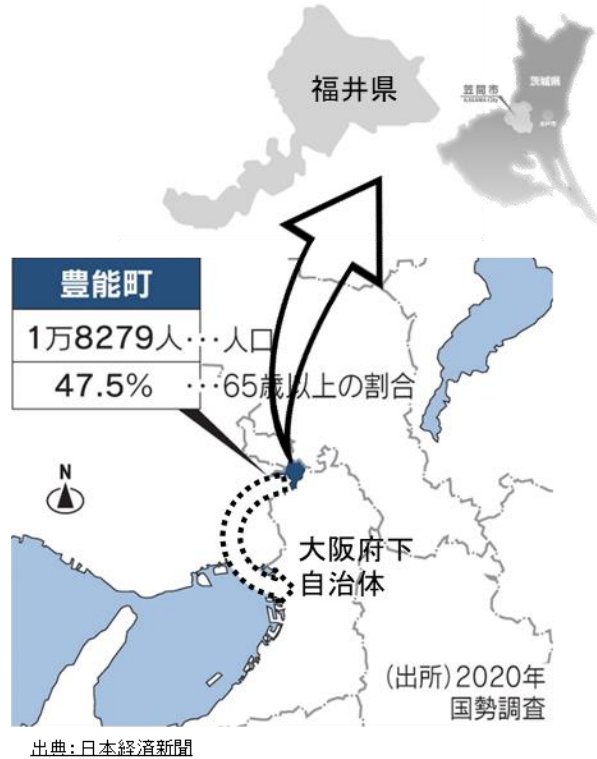 福井県
茨城県
笠間市
KASAMA City
豊能町
1万8279人…人口
47.5% …65歳以上の割合
N
大阪府下
自治体
(出所)2020年
国勢調査
出典：日本経済新聞